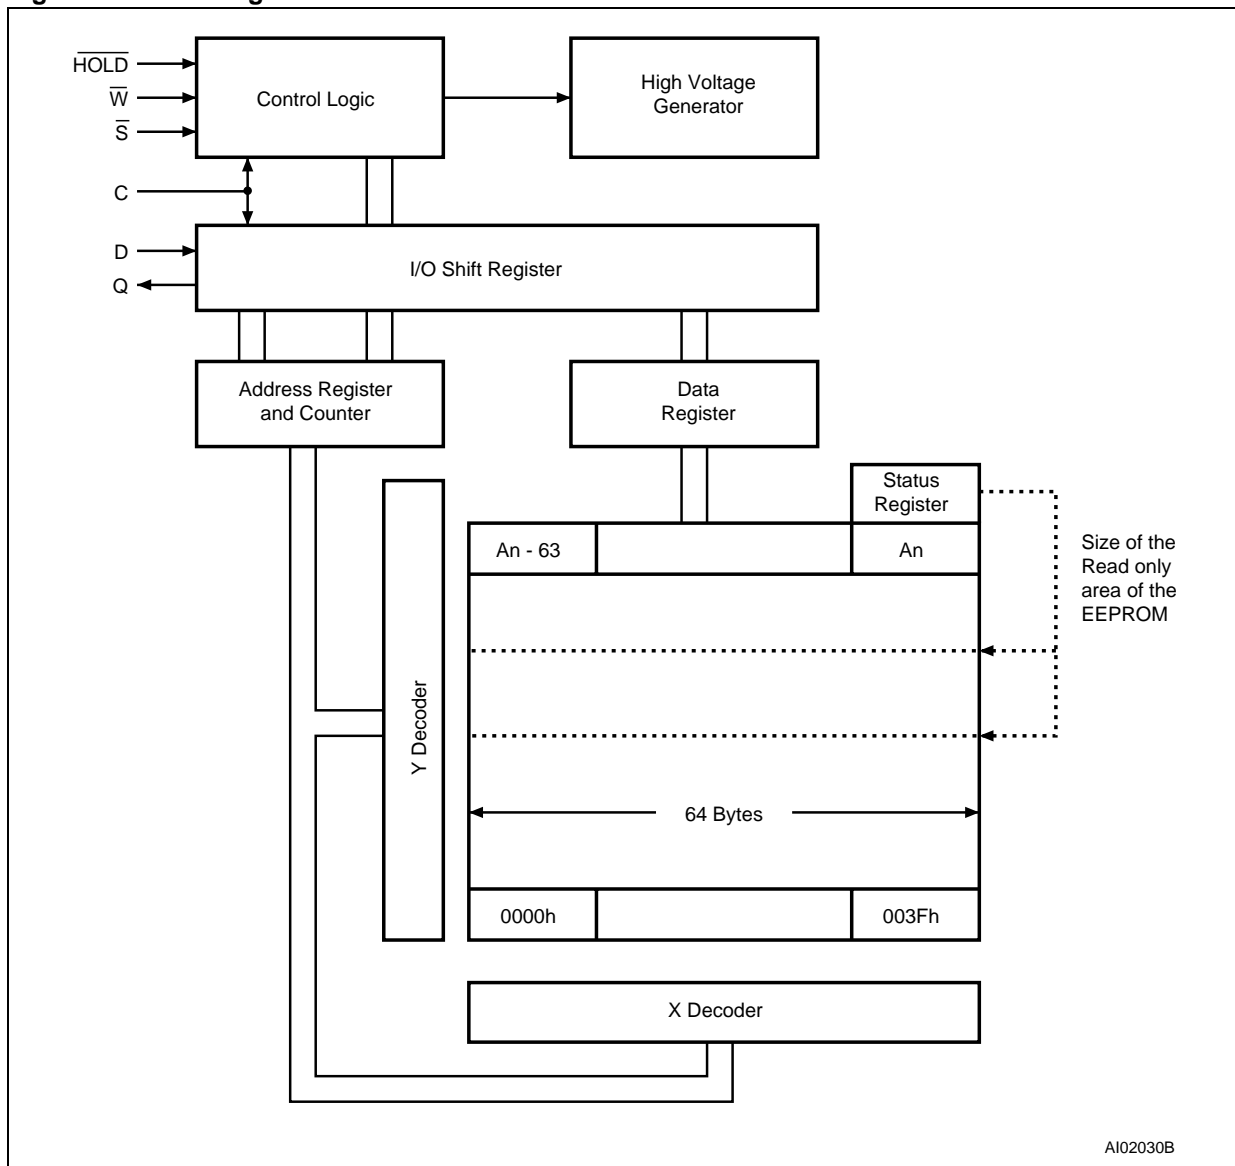 HOLD
W
S
C
D
Q
Control Logic
High Voltage
Generator
I/O Shift Register
Address Register
and Counter
Data
Register
Status
Register
An - 63
An
Size of the
Read only
area of the
EEPROM
Y Decoder
64 Bytes
0000h
003Fh
X Decoder
AI02030B